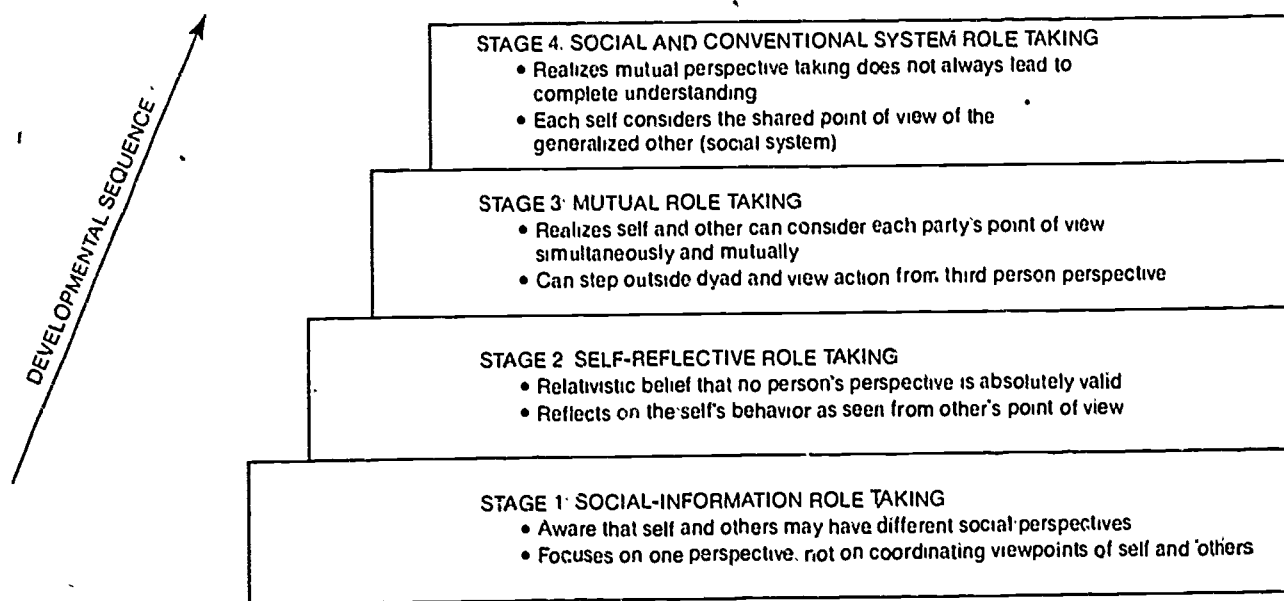 DEVELOPMENTAL SEQUENCE
STAGE 4. SOCIAL AND CONVENTIONAL SYSTEM ROLE TAKING
• Realizes mutual perspective taking does not always lead to
complete understanding
• Each self considers the shared point of view of the
generalized other (social system)
STAGE 3 MUTUAL ROLE TAKING
• Realizes self and other can consider each party's point of view
simultaneously and mutually
• Can step outside dyad and view action from third person perspective
STAGE 2 SELF-REFLECTIVE ROLE TAKING
• Relativistic belief that no person's perspective is absolutely valid
• Reflects on the self's behavior as seen from other's point of view
STAGE 1 SOCIAL-INFORMATION ROLE TAKING
• Aware that self and others may have different social perspectives
• Focuses on one perspective, not on coordinating viewpoints of self and others